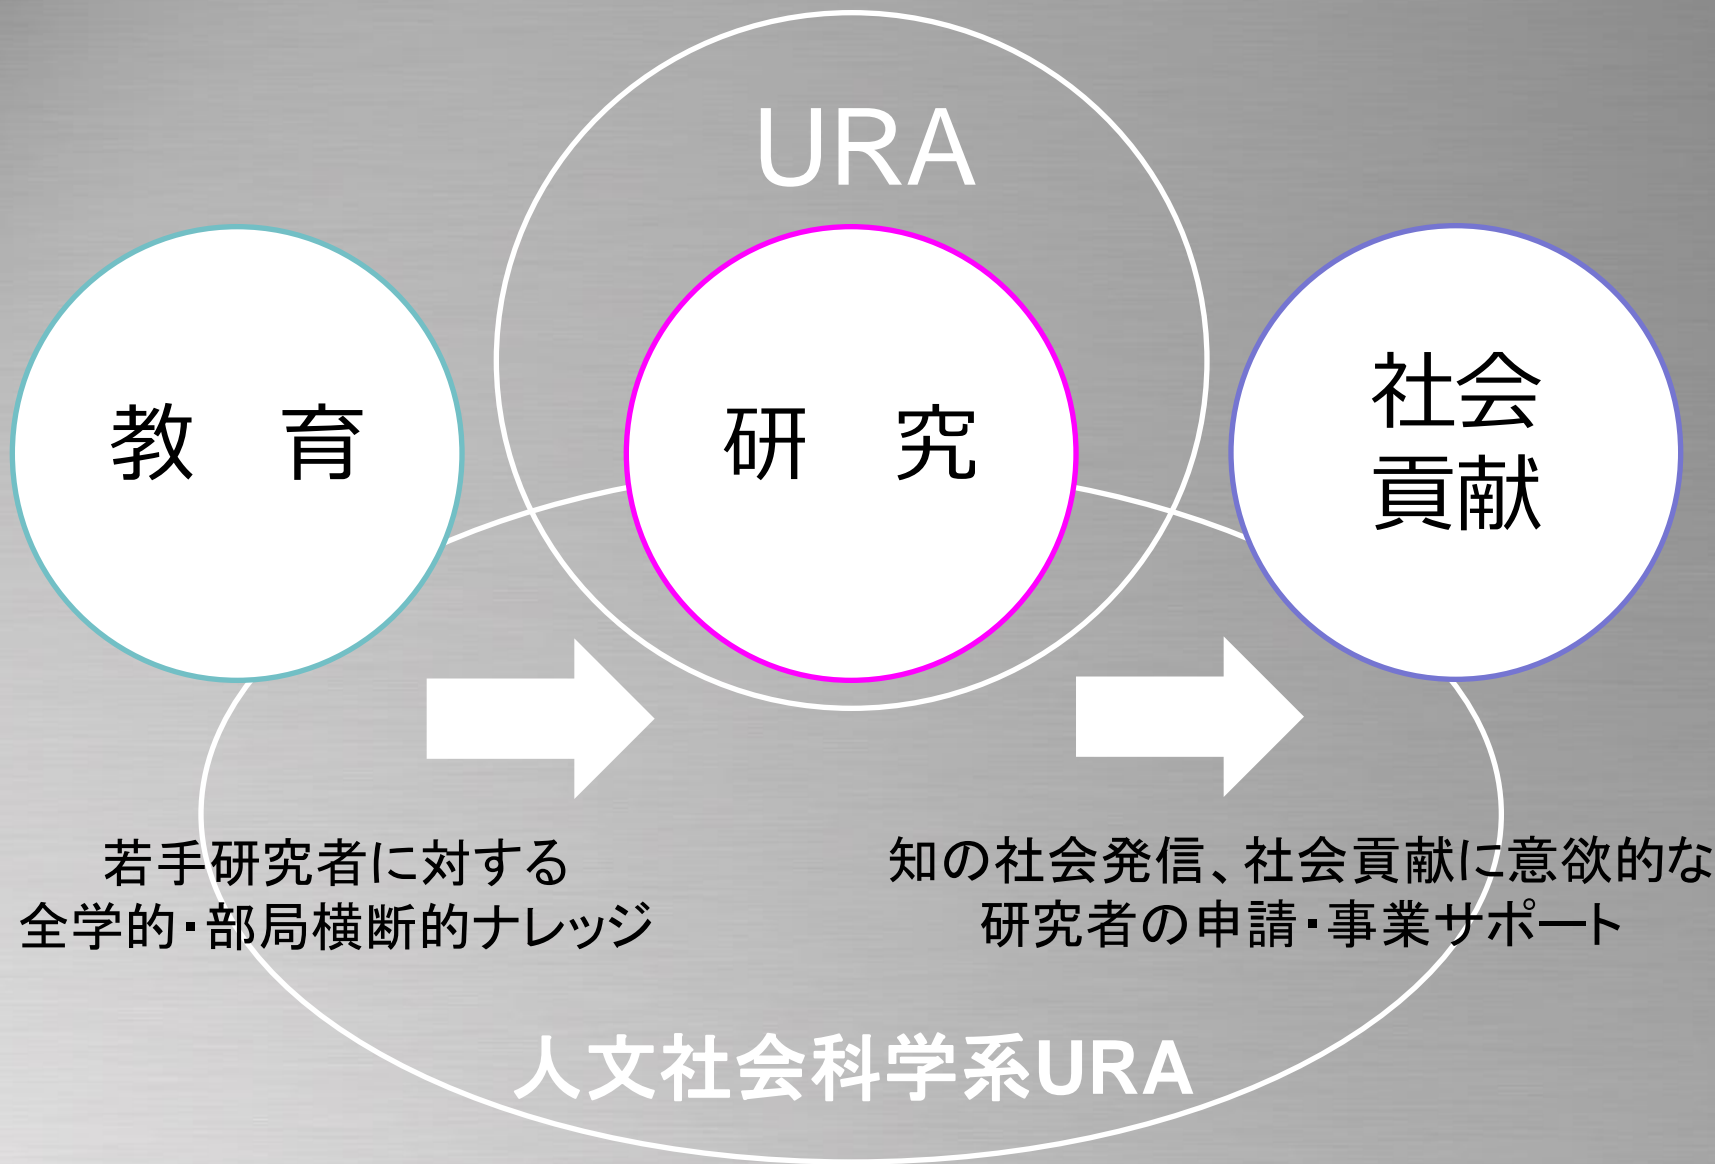 URA
教　育
研　究
社会
貢献
若手研究者に対する
全学的・部局横断的ナレッジ
知の社会発信、社会貢献に意欲的な
研究者の申請・事業サポート
人文社会科学系URA